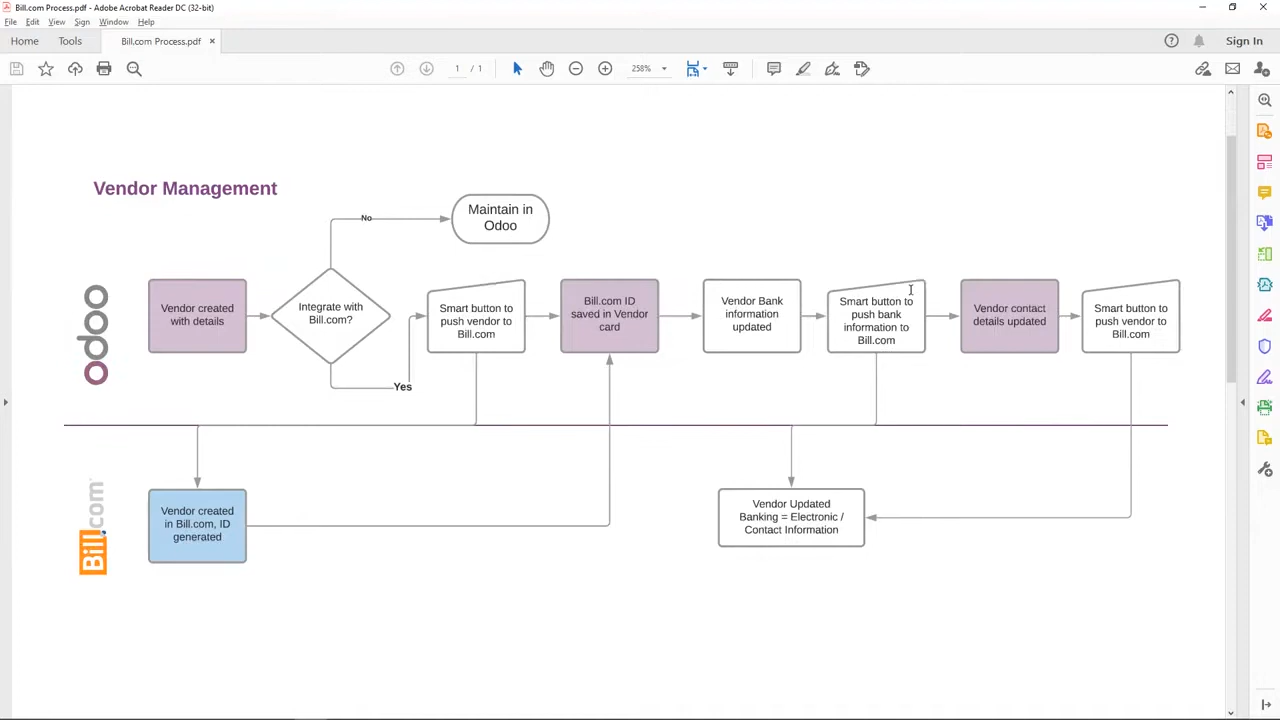 Bill.com Process.pdf - Adobe Acrobat Reader DC (32-bit)
File Edit View Sign Window Help
Home Tools Bill.com Process.pdf × Sign In
1 / 1 258%
Vendor Management
No
Maintain in
Odoo
odoo
Vendor created
with details
Integrate with
Bill.com?
Yes
Smart button to
push vendor to
Bill.com
Bill.com ID
saved in Vendor
card
Vendor Bank
information
updated
Smart button to
push bank
information to
Bill.com
Vendor contact
details updated
Smart button to
push vendor to
Bill.com
Bill.com
Vendor created
in Bill.com, ID
generated
Vendor Updated
Banking = Electronic /
Contact Information